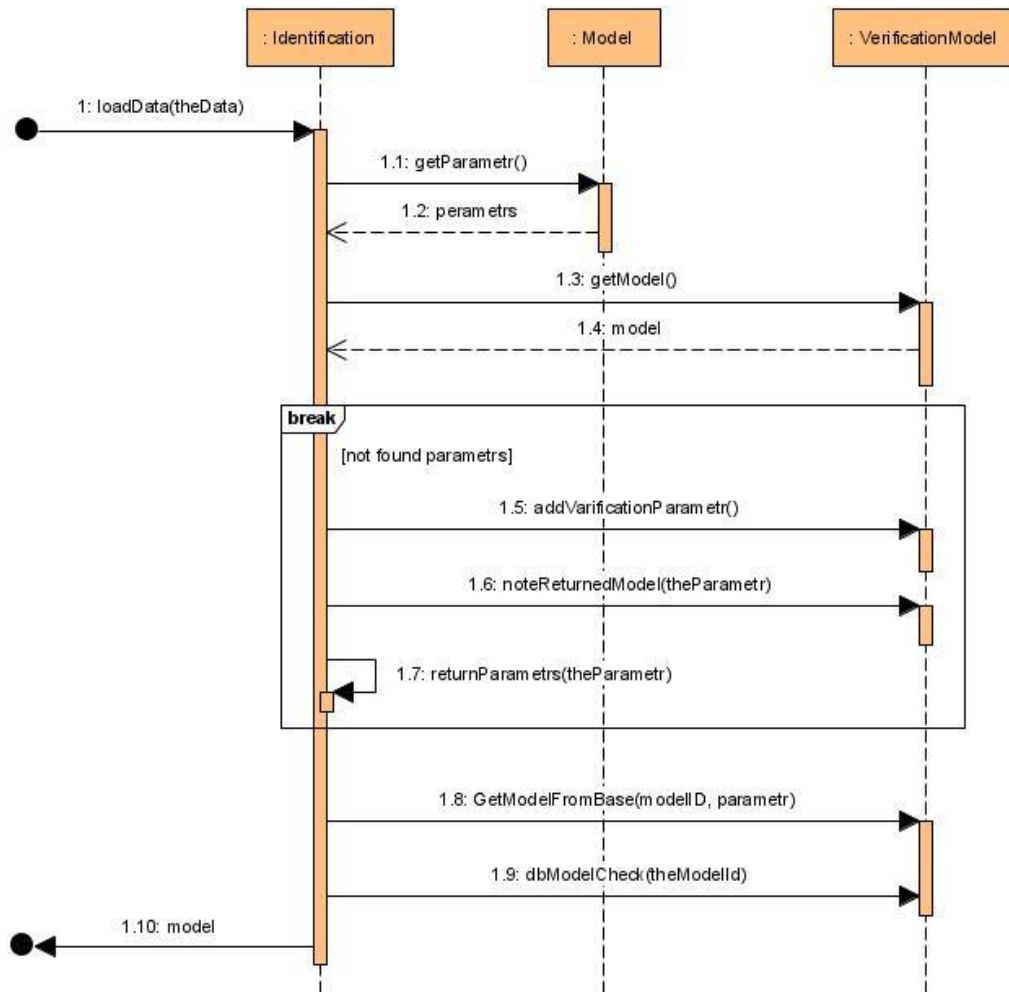 : Identification
: Model
: VerificationModel
1: loadData(theData)
1.1: getParametr()
1.2: perametrs
1.3: getModel()
1.4: model
break
[not found parametrs]
1.5: addVarificationParametr()
1.6: noteReturnedModel(theParametr)
1.7: returnParametrs(theParametr)
1.8: GetModelFromBase(modelID, parametr)
1.9: dbModelCheck(theModelId)
1.10: model